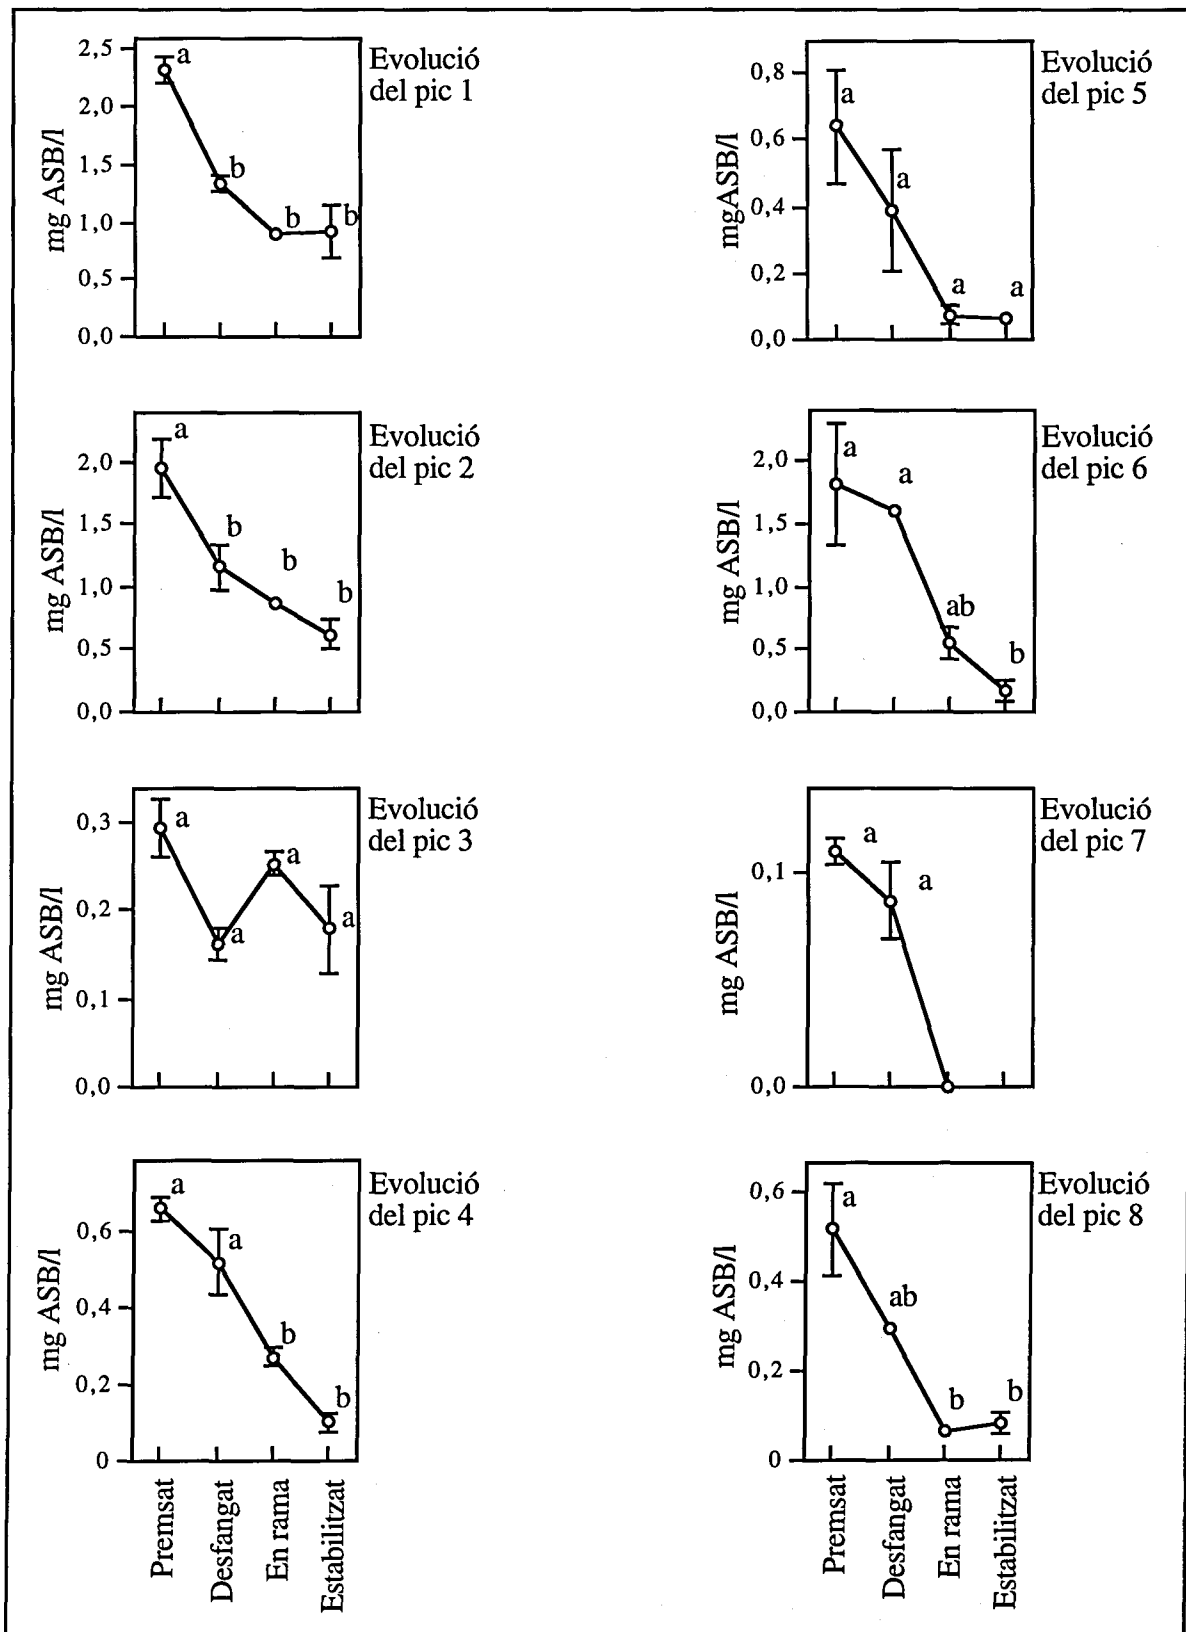 Evolució
del pic 1
mg ASB/l
2,5
2,0
1,5
1,0
0,5
0,0
a
b
b
b
Evolució
del pic 2
mg ASB/l
2,0
1,5
1,0
0,5
0,0
a
b
b
b
Evolució
del pic 3
mg ASB/l
0,3
0,2
0,1
0,0
a
a
a
a
Evolució
del pic 4
mg ASB/l
0,6
0,4
0,2
0
a
a
b
b
Premsat
Desfangat
En rama
Estabilitzat
Evolució
del pic 5
mgASB/l
0,8
0,6
0,4
0,2
0,0
a
a
a
a
Evolució
del pic 6
mg ASB/l
2,0
1,5
1,0
0,5
0,0
a
a
ab
b
Evolució
del pic 7
mg ASB/l
0,1
0,0
a
a
Evolució
del pic 8
mg ASB/l
0,6
0,4
0,2
0
a
ab
b
b
Premsat
Desfangat
En rama
Estabilitzat